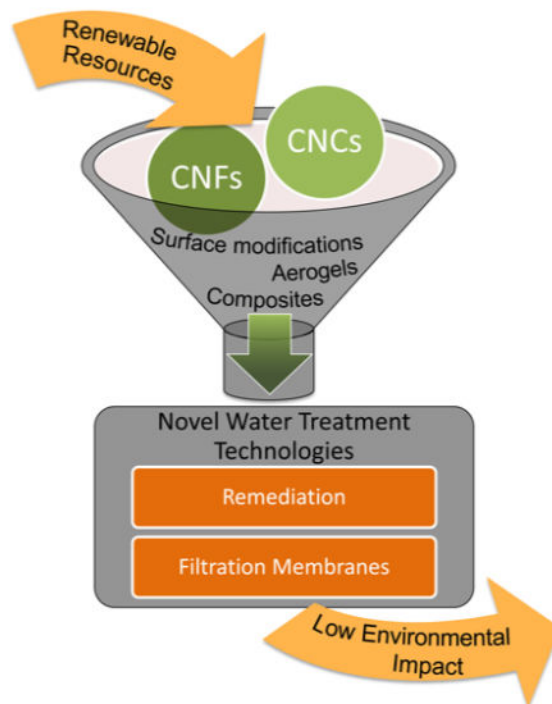 Renewable
Resources
CNCs
CNFs
Surface modifications
Aerogels
Composites
Novel Water Treatment
Technologies
Remediation
Filtration Membranes
Low Environmental
Impact